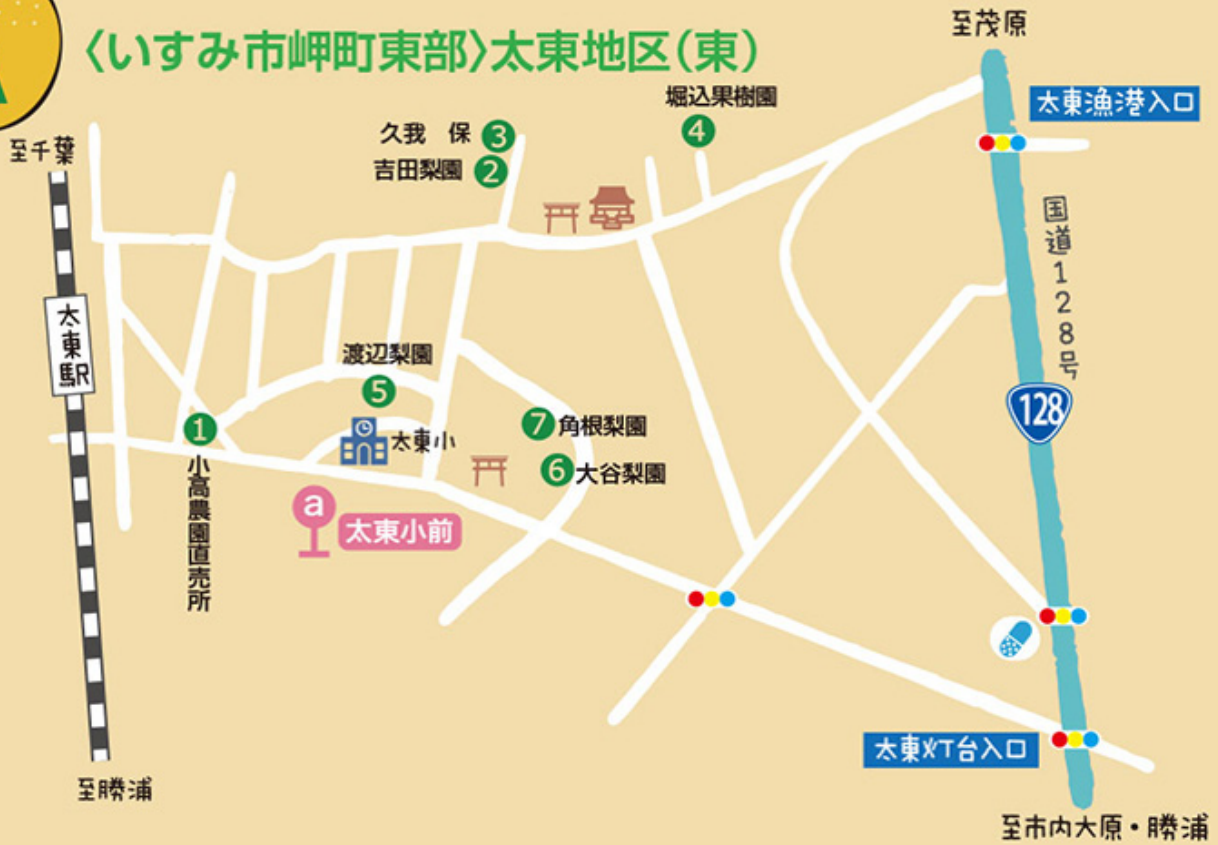 〈いすみ市岬町東部〉太東地区(東)
至茂原
太東漁港入口
堀込果樹園
4
久我 保 3
吉田梨園 2
至千葉
国道128号
太東駅
渡辺梨園
5
128
1
太東小
7 角根梨園
6 大谷梨園
小高農園直売所
a
太東小前
太東灯台入口
至勝浦
至市内大原・勝浦